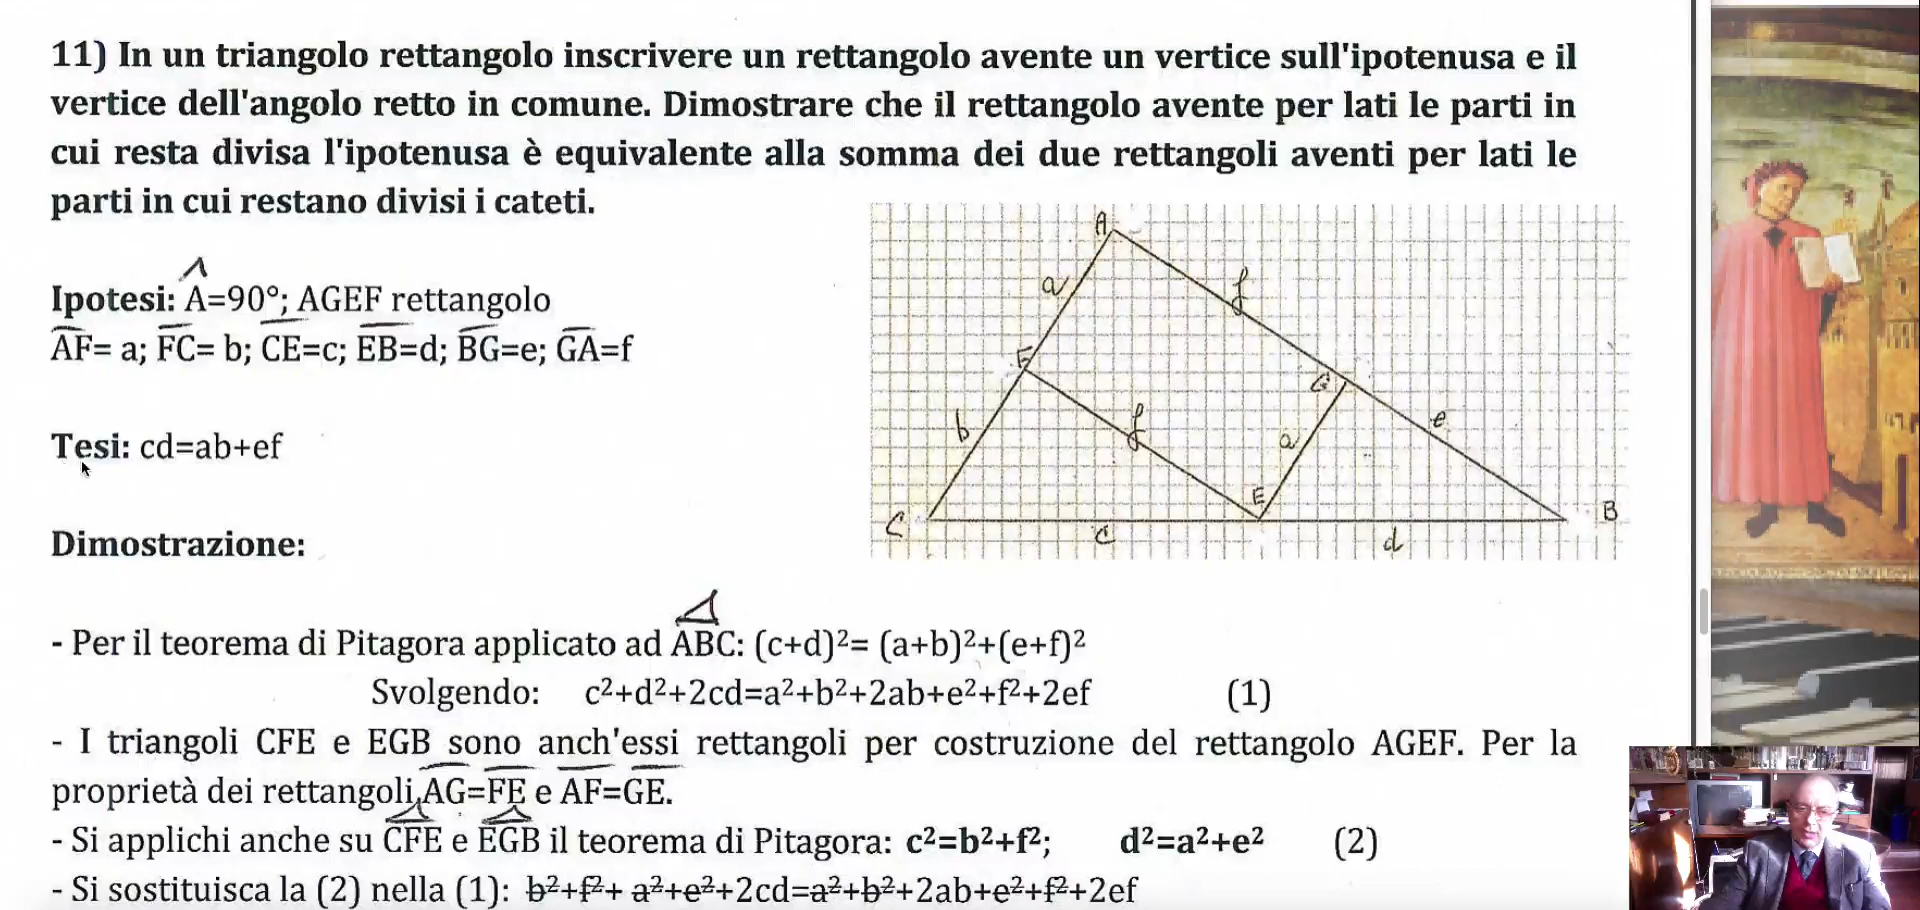 11) In un triangolo rettangolo inscrivere un rettangolo avente un vertice sull'ipotenusa e il
vertice dell'angolo retto in comune. Dimostrare che il rettangolo avente per lati le parti in
cui resta divisa l'ipotenusa è equivalente alla somma dei due rettangoli aventi per lati le
parti in cui restano divisi i cateti.
Ipotesi: A=90°; AGEF rettangolo
AF= a; FC= b; CE=c; EB=d; BG=e; GA=f
Tesi: cd=ab+ef
A
a
f
F
G
b
f
a
e
E
C
c
d
B
Dimostrazione:
- Per il teorema di Pitagora applicato ad ABC: (c+d)²= (a+b)²+(e+f)²
Svolgendo: c²+d²+2cd=a²+b²+2ab+e²+f²+2ef (1)
- I triangoli CFE e EGB sono anch'essi rettangoli per costruzione del rettangolo AGEF. Per la
proprietà dei rettangoli,AG=FE e AF=GE.
- Si applichi anche su CFE e EGB il teorema di Pitagora: c²=b²+f²; d²=a²+e² (2)
- Si sostituisca la (2) nella (1): b²+f²+ a²+e²+2cd=a²+b²+2ab+e²+f²+2ef